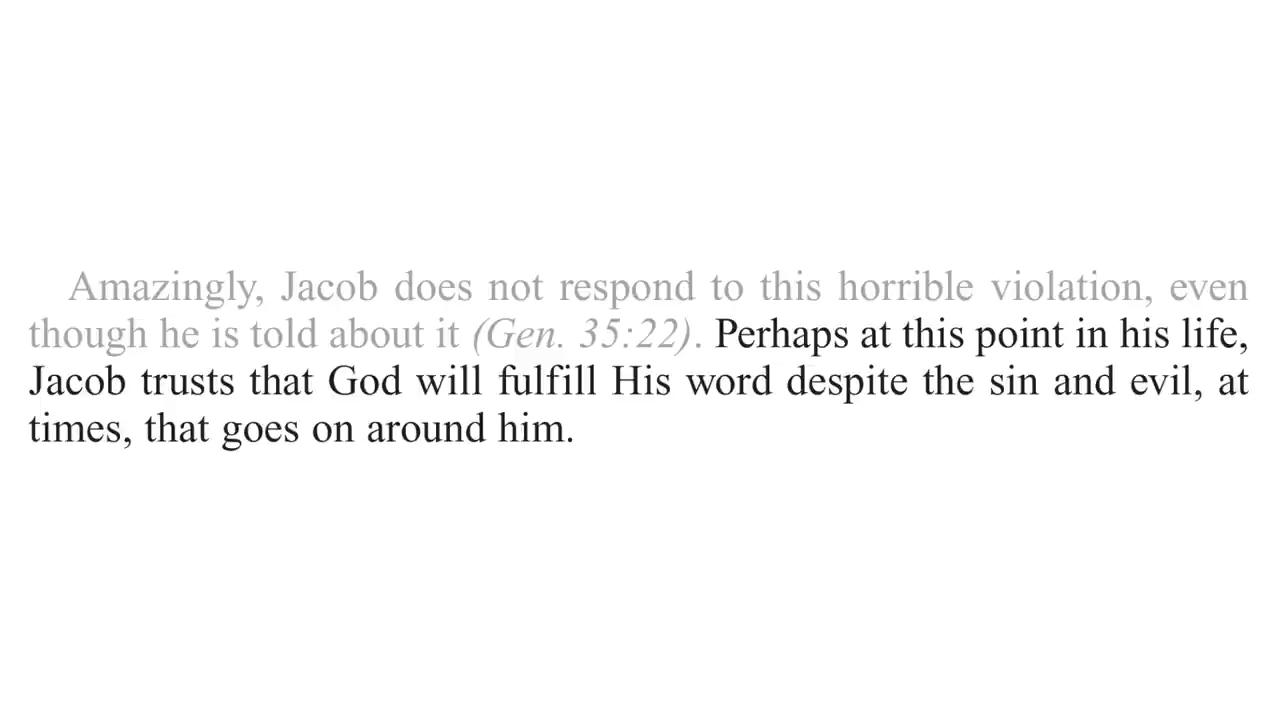 Amazingly, Jacob does not respond to this horrible violation, even
though he is told about it (Gen. 35:22). Perhaps at this point in his life,
Jacob trusts that God will fulfill His word despite the sin and evil, at
times, that goes on around him.